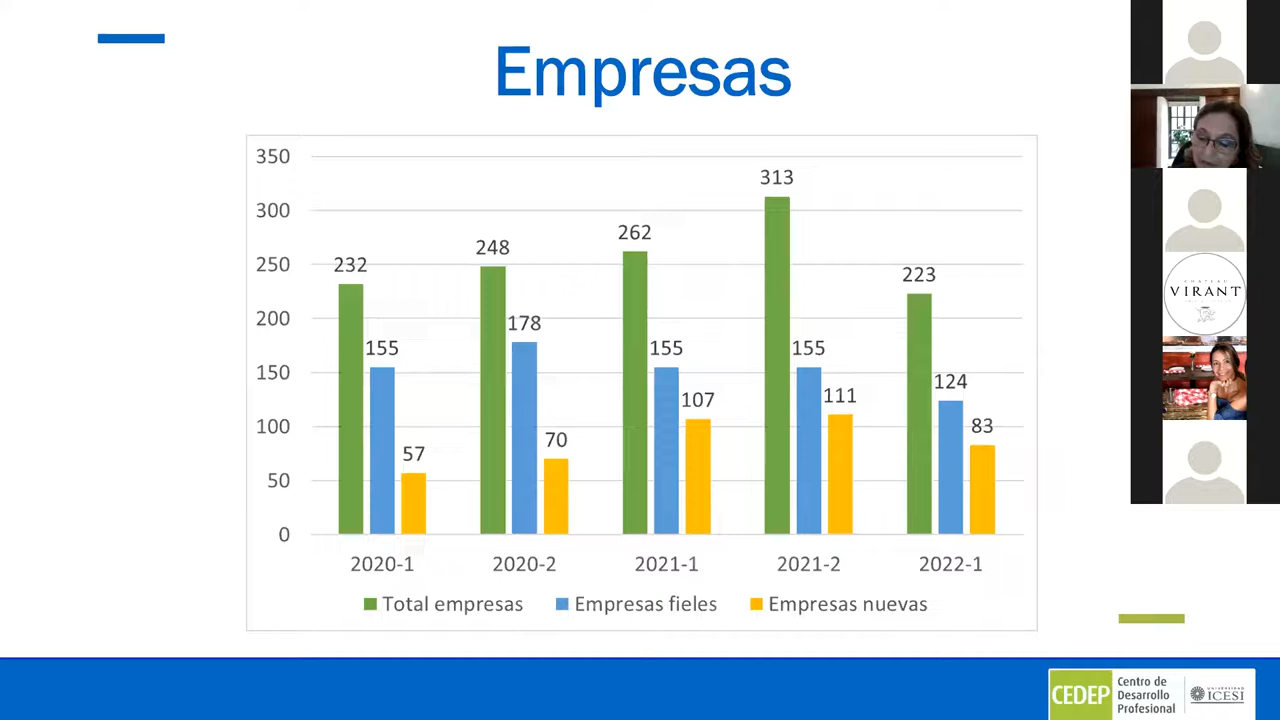 Empresas
350
300
250
200
150
100
50
0
232
155
57
248
178
70
262
155
107
313
155
111
223
124
83
2020-1
2020-2
2021-1
2021-2
2022-1
Total empresas
Empresas fieles
Empresas nuevas
VIRANT
CEDEP
Centro de
Desarrollo
Profesional
UNIVERSIDAD
ICESI